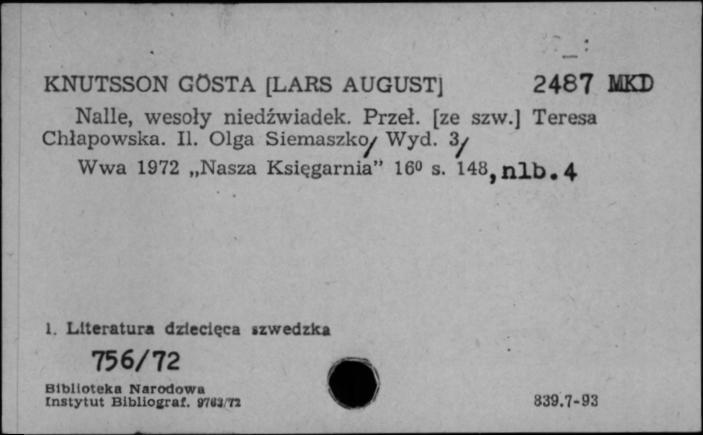 KNUTSSON GÖSTA [LARS AUGUST] 2487 MKD
Nalle, wesoły niedźwiadek. Przeł. [ze szw.] Teresa
Chłapowska. Il. Olga Siemaszko/ Wyd. 3/
Wwa 1972 „Nasza Księgarnia” 16⁰ s. 148, nlb. 4
1. Literatura dziecięca szwedzka
756/72
Biblioteka Narodowa
Instytut Bibliograf. 9763/72
839.7-93